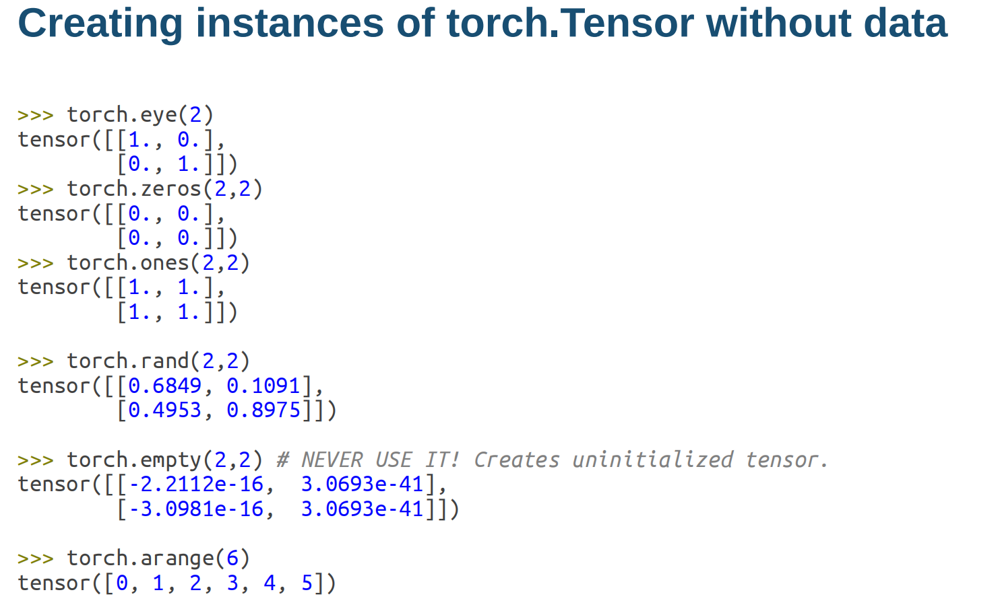 Creating instances of torch.Tensor without data
>>> torch.eye(2)
tensor([[1., 0.],
        [0., 1.]])
>>> torch.zeros(2,2)
tensor([[0., 0.],
        [0., 0.]])
>>> torch.ones(2,2)
tensor([[1., 1.],
        [1., 1.]])
>>> torch.rand(2,2)
tensor([[0.6849, 0.1091],
        [0.4953, 0.8975]])
>>> torch.empty(2,2) # NEVER USE IT! Creates uninitialized tensor.
tensor([[-2.2112e-16,  3.0693e-41],
        [-3.0981e-16,  3.0693e-41]])
>>> torch.arange(6)
tensor([0, 1, 2, 3, 4, 5])